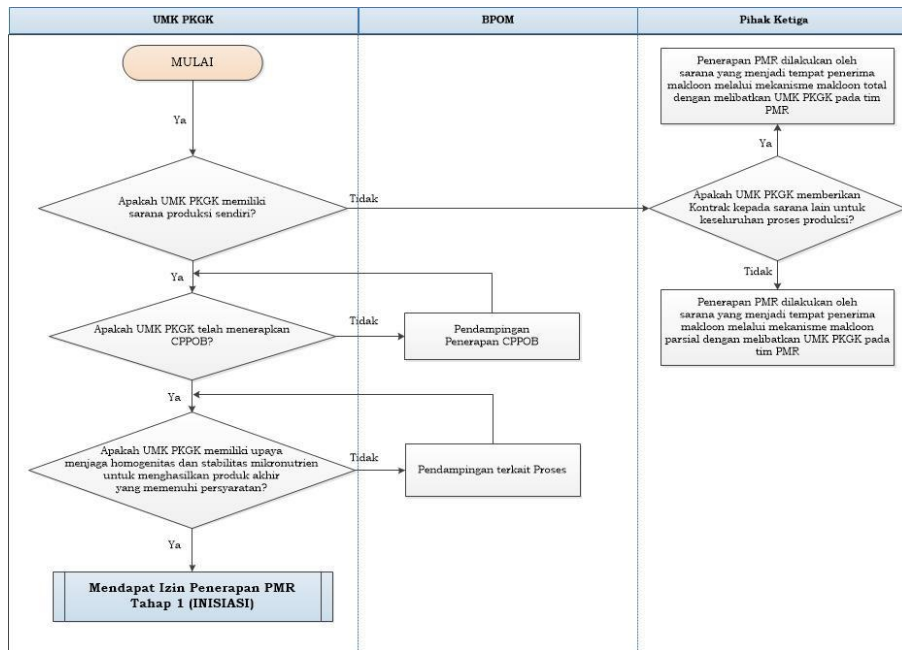 UMK PKGK
BPOM
Pihak Ketiga
MULAI
Ya
Apakah UMK PKGK memiliki
sarana produksi sendiri?
Tidak
Penerapan PMR dilakukan oleh
sarana yang menjadi tempat penerima
makloon melalui mekanisme makloon total
dengan melibatkan UMK PKGK pada tim
PMR
Ya
Apakah UMK PKGK memberikan
Kontrak kepada sarana lain untuk
keseluruhan proses produksi?
Tidak
Penerapan PMR dilakukan oleh
sarana yang menjadi tempat penerima
makloon melalui mekanisme makloon
parsial dengan melibatkan UMK PKGK pada
tim PMR
Ya
Apakah UMK PKGK telah menerapkan
CPPOB?
Tidak
Pendampingan
Penerapan CPPOB
Ya
Apakah UMK PKGK memiliki upaya
menjaga homogenitas dan stabilitas mikronutrien
untuk menghasilkan produk akhir
yang memenuhi persyaratan?
Tidak
Pendampingan terkait Proses
Ya
Mendapat Izin Penerapan PMR
Tahap 1 (INISIASI)